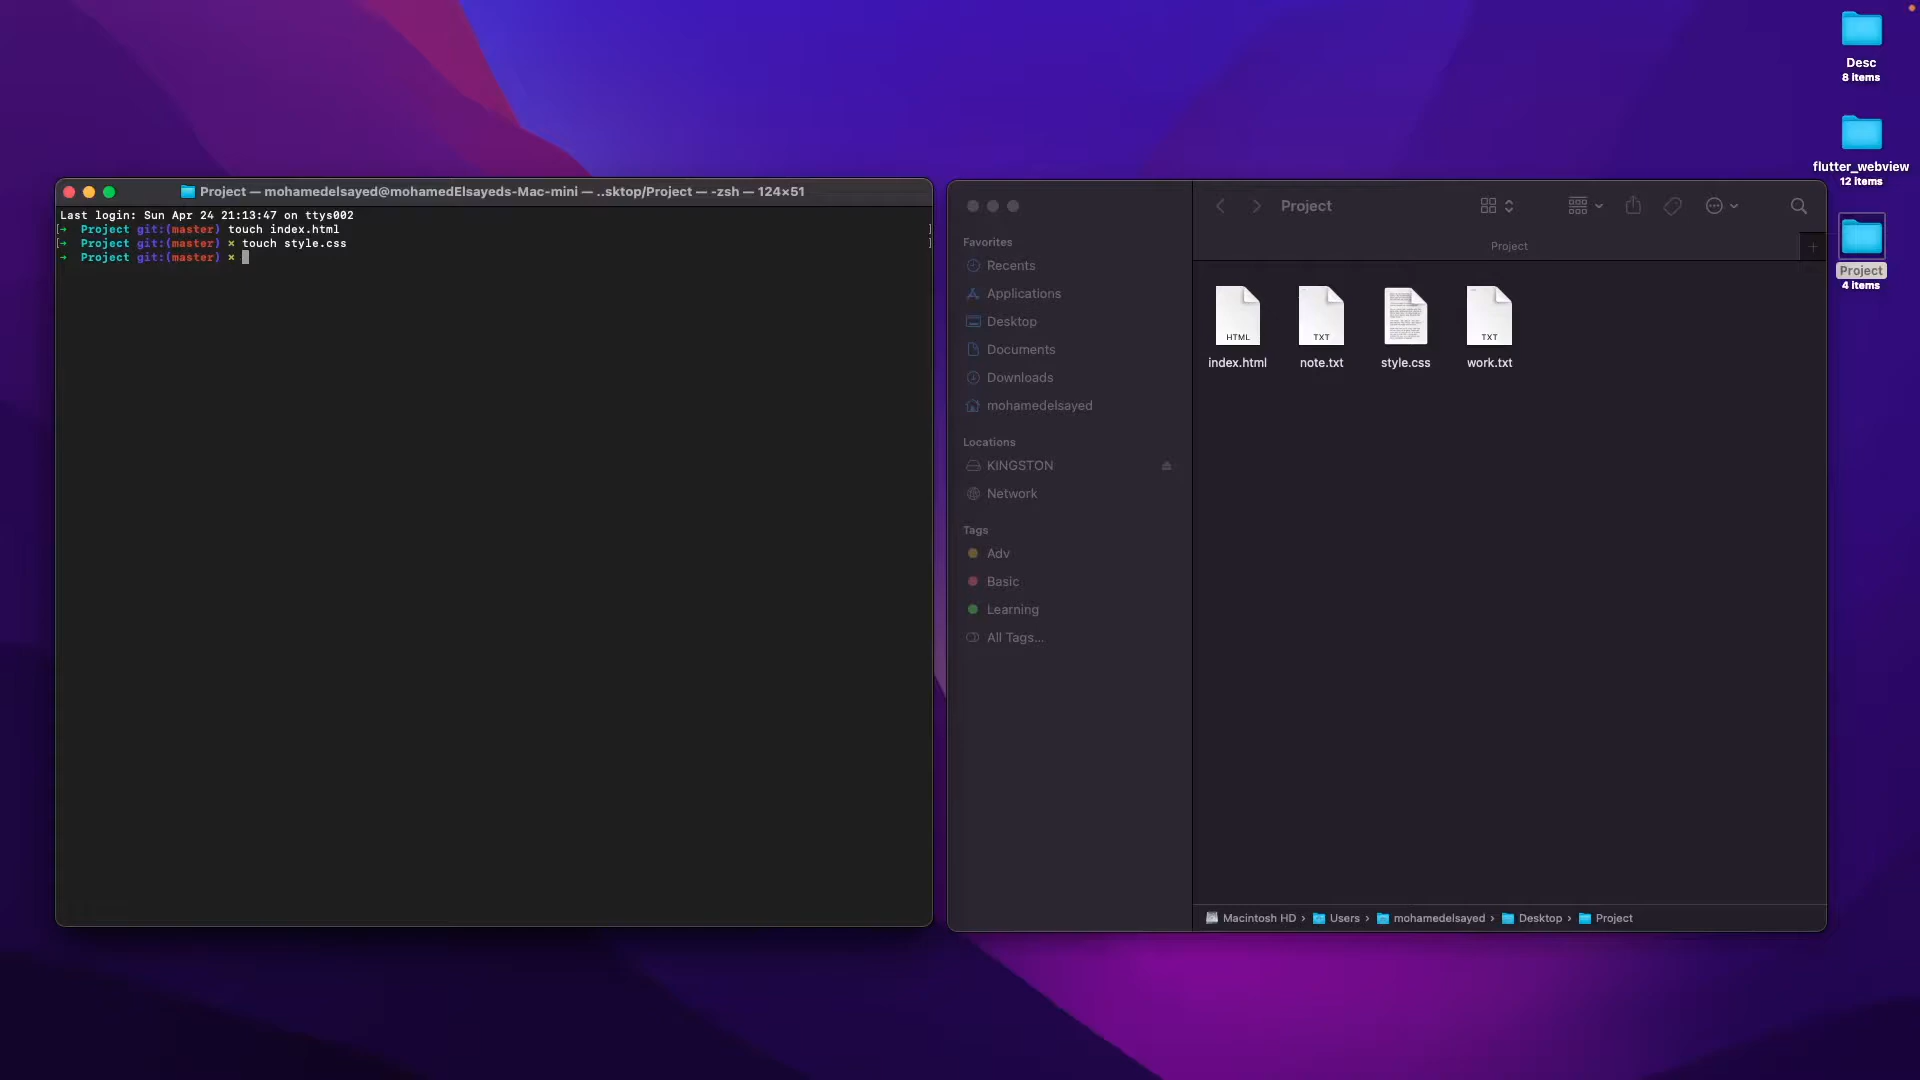 Desc
8 items
flutter_webview
12 items
Project
4 items
Project — mohamedelsayed@mohamedElsayeds-Mac-mini — ..sktop/Project — -zsh — 124×51
Last login: Sun Apr 24 21:13:47 on ttys002
[→ Project git:(master) touch index.html ]
[→ Project git:(master) × touch style.css ]
→ Project git:(master) ×
Project
Project
Favorites
Recents
Applications
Desktop
Documents
Downloads
mohamedelsayed
Locations
KINGSTON
Network
Tags
Adv
Basic
Learning
All Tags...
HTML
index.html
TXT
note.txt
style.css
TXT
work.txt
Macintosh HD › Users › mohamedelsayed › Desktop › Project